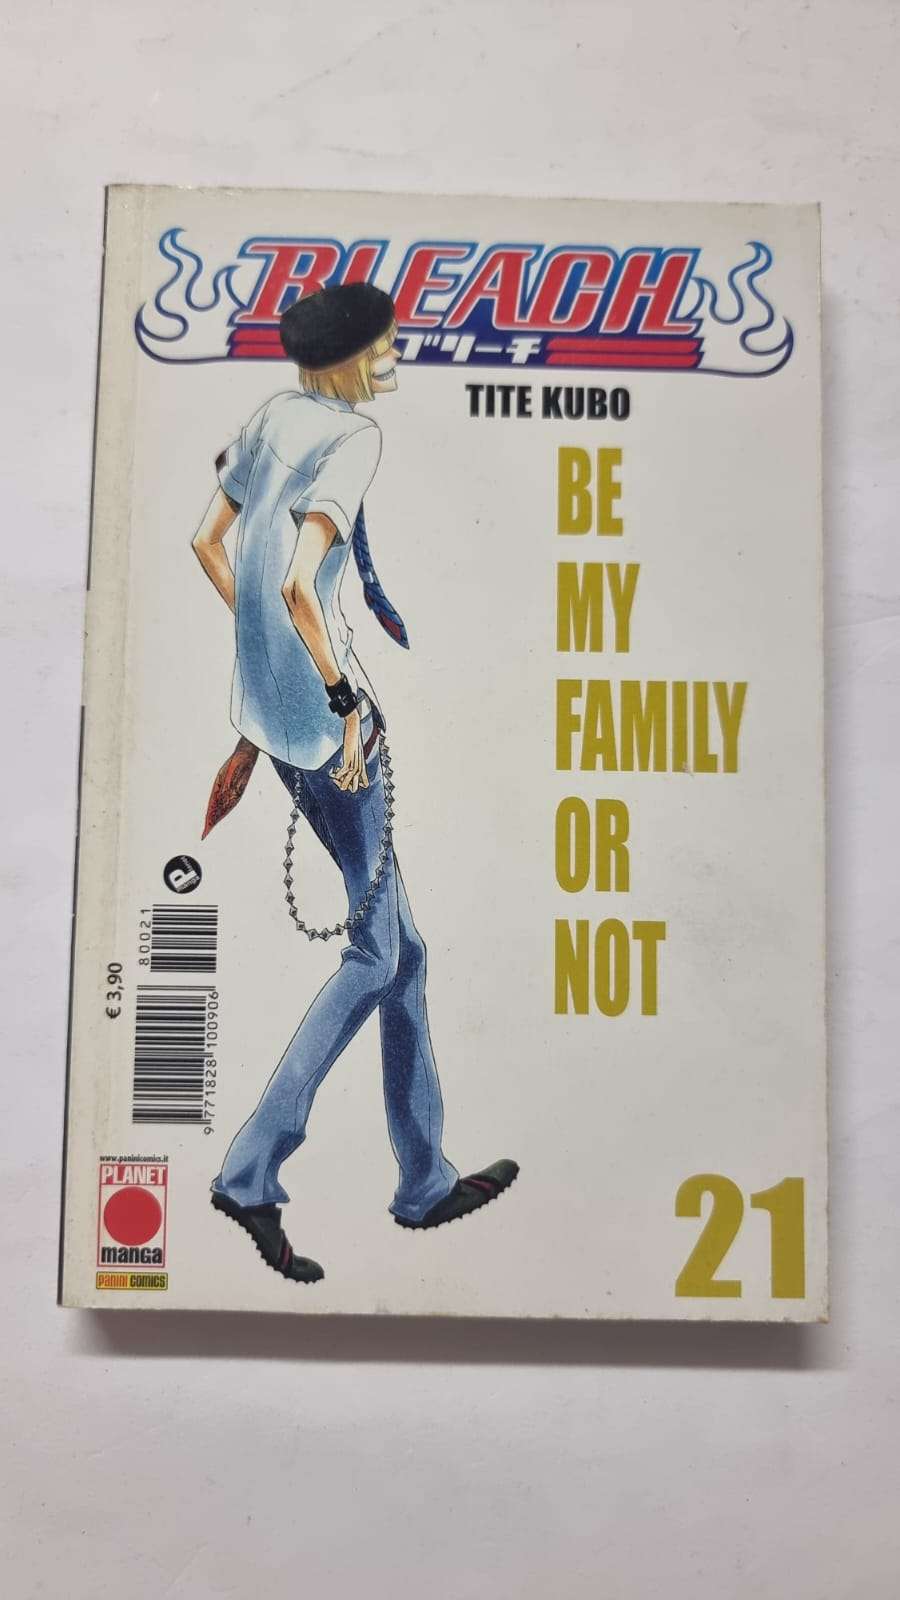 BLEACH
ブリーチ
TITE KUBO
BE
MY
FAMILY
OR
NOT
80021
9 771828 100906
€ 3,90
www.paninicomics.it
PLANET
manga
PANINI COMICS
21